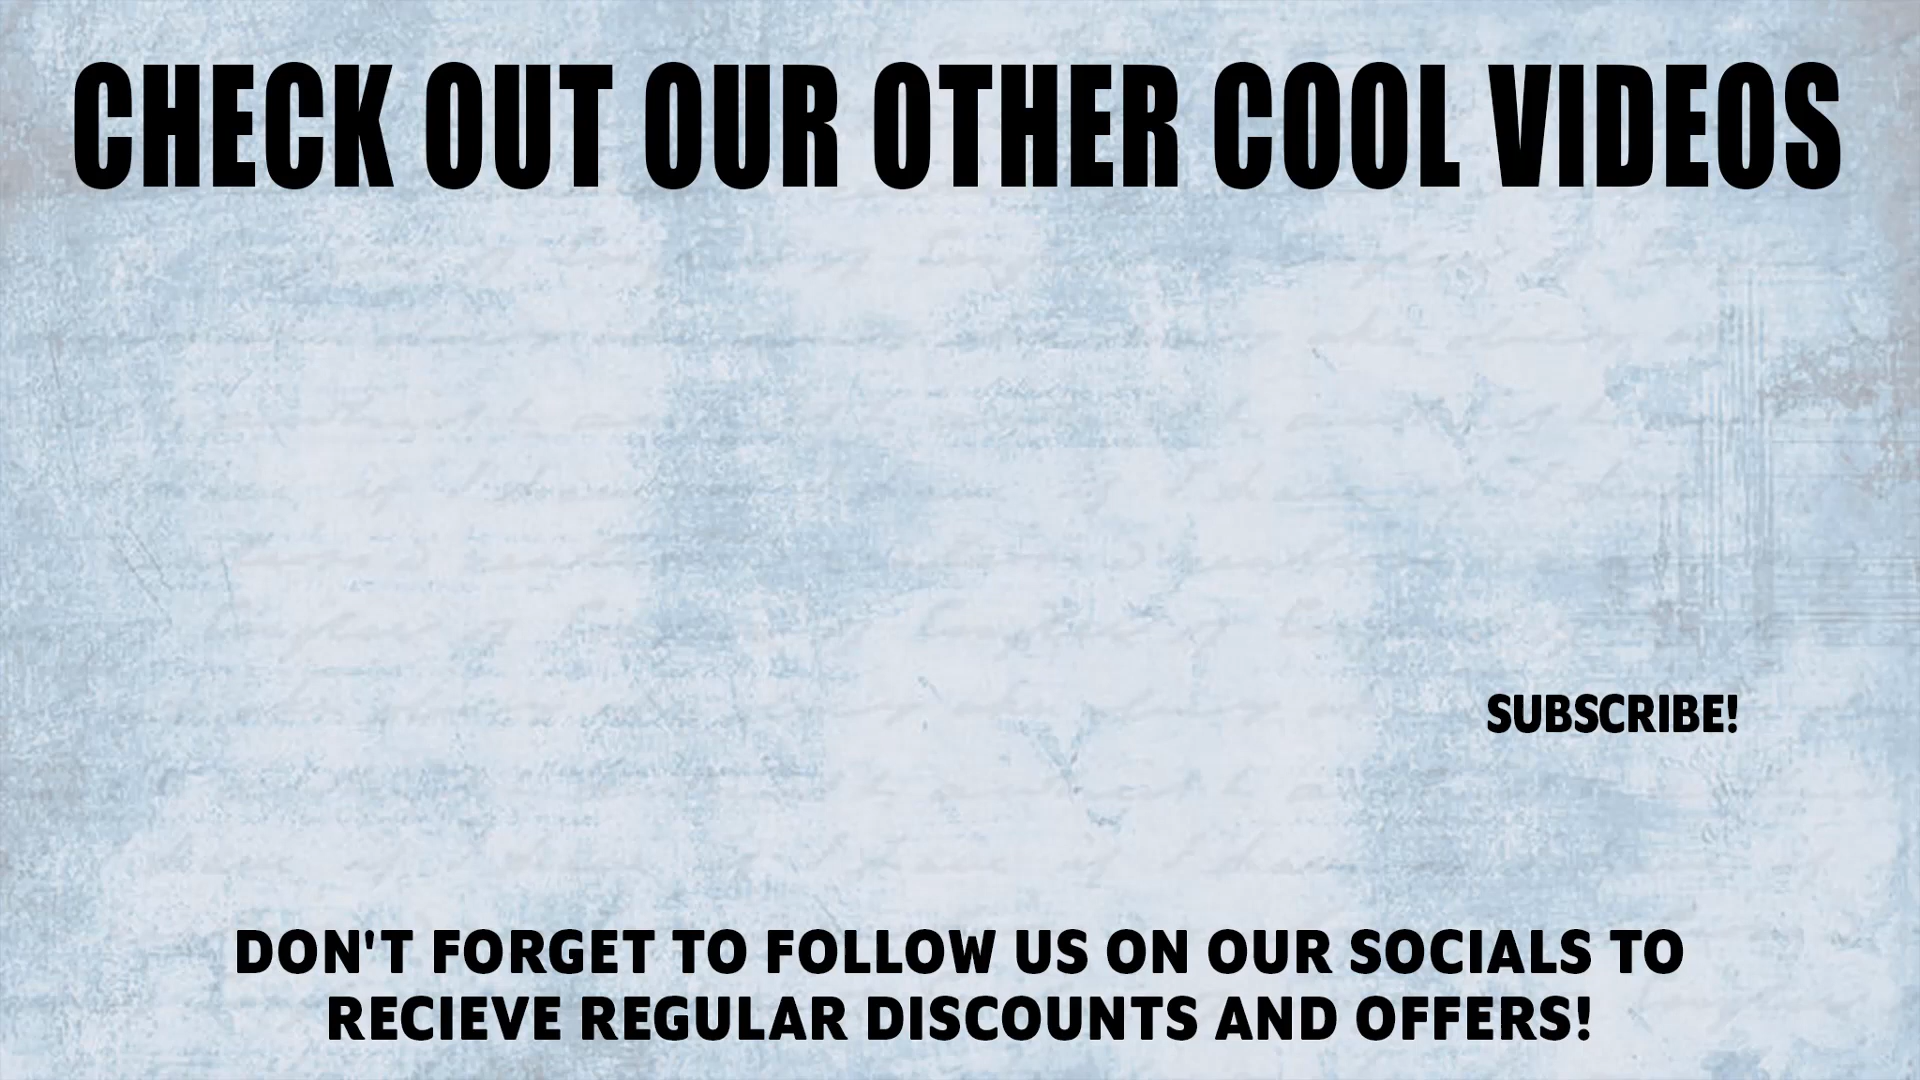 CHECK OUT OUR OTHER COOL VIDEOS
SUBSCRIBE!
DON'T FORGET TO FOLLOW US ON OUR SOCIALS TO
RECIEVE REGULAR DISCOUNTS AND OFFERS!